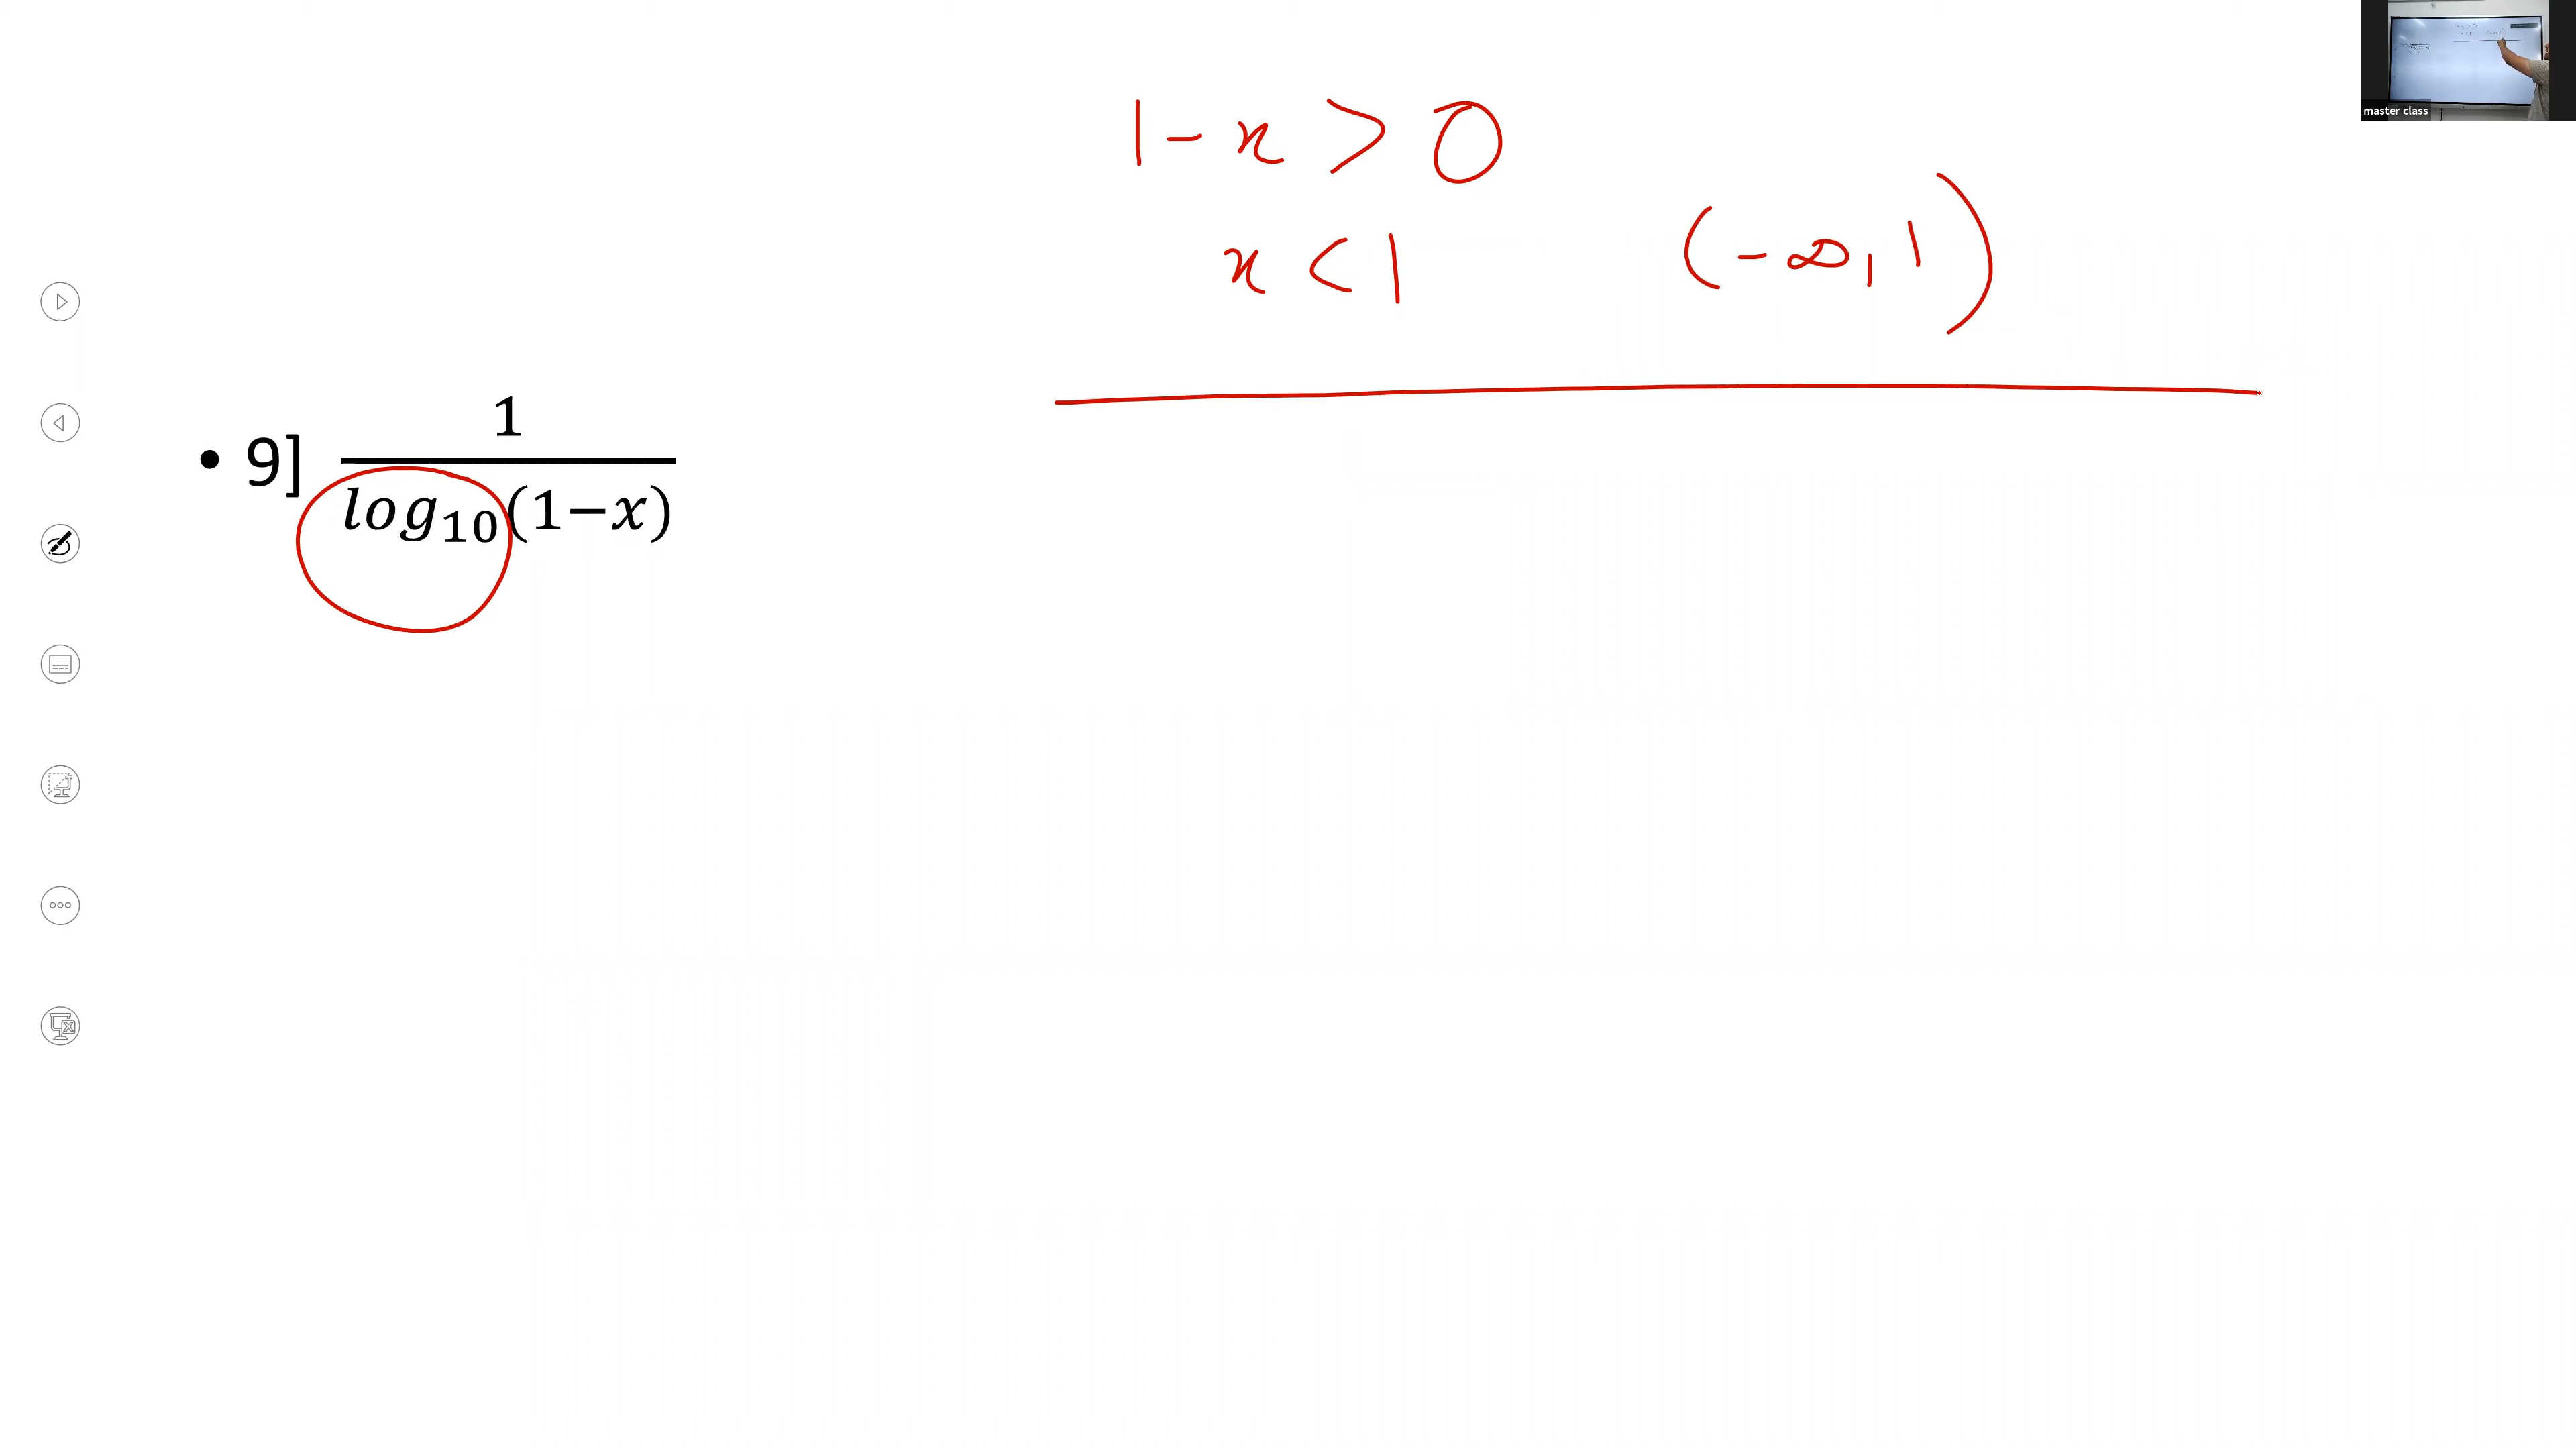 1-x > 0
x < 1 (-∞, 1)
• 9] 1
log₁₀(1−x)
master class